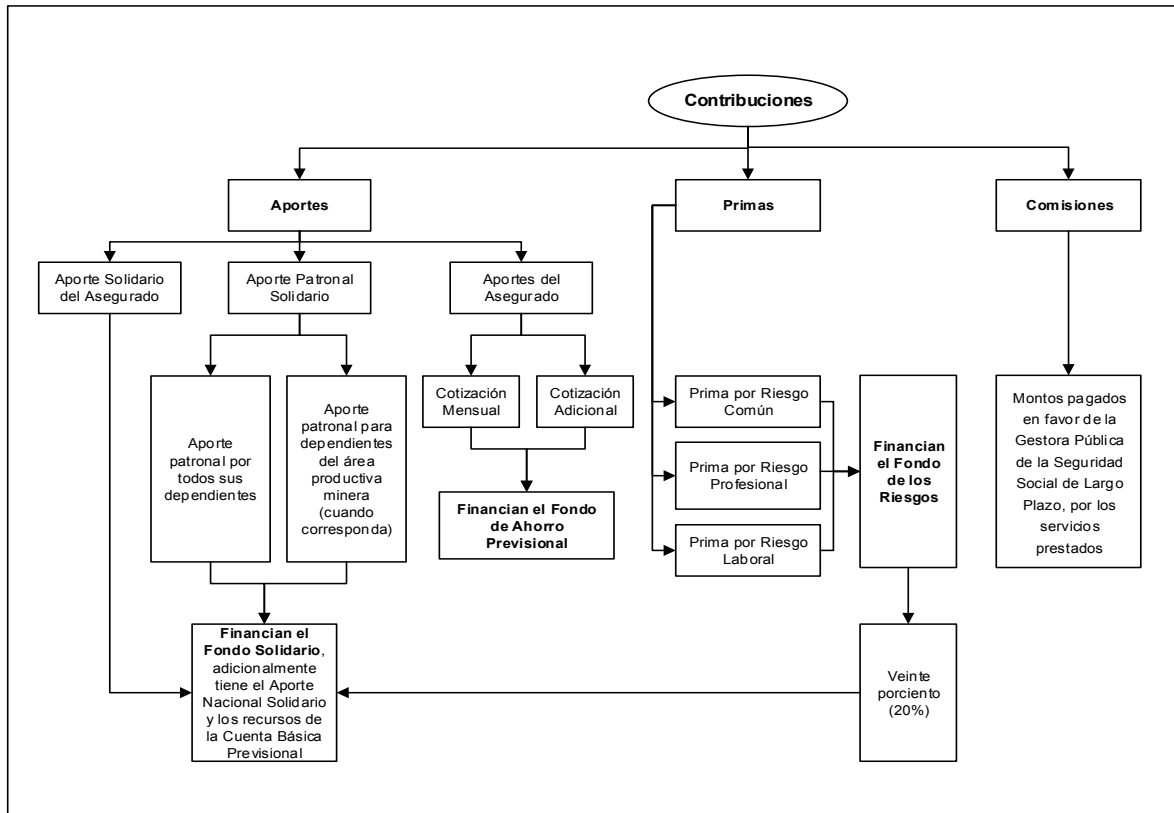 Contribuciones
Aportes
Primas
Comisiones
Aporte Solidario
del Asegurado
Aporte Patronal
Solidario
Aportes del
Asegurado
Aporte
patronal por
todos sus
dependientes
Aporte
patronal para
dependientes
del área
productiva
minera
(cuando
corresponda)
Cotización
Mensual
Cotización
Adicional
Financian el Fondo
de Ahorro
Previsional
Prima por Riesgo
Común
Prima por Riesgo
Profesional
Prima por Riesgo
Laboral
Financian
el Fondo
de los
Riesgos
Montos pagados
en favor de la
Gestora Pública
de la Seguridad
Social de Largo
Plazo, por los
servicios
prestados
Financian el
Fondo Solidario,
adicionalmente
tiene el Aporte
Nacional Solidario
y los recursos de
la Cuenta Básica
Previsional
Veinte
porciento
(20%)